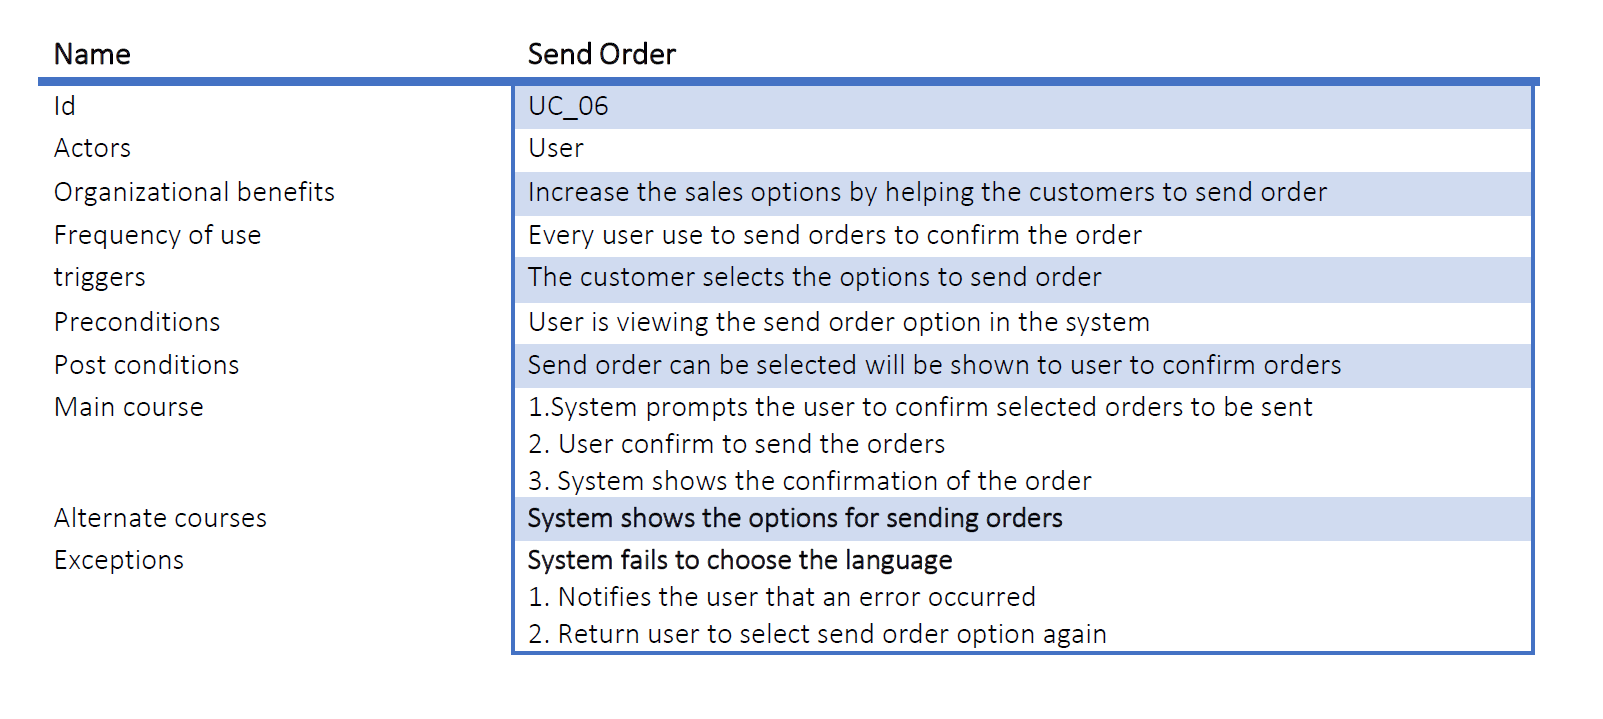 Name Send Order
Id UC_06
Actors User
Organizational benefits Increase the sales options by helping the customers to send order
Frequency of use Every user use to send orders to confirm the order
triggers The customer selects the options to send order
Preconditions User is viewing the send order option in the system
Post conditions Send order can be selected will be shown to user to confirm orders
Main course 1.System prompts the user to confirm selected orders to be sent
2. User confirm to send the orders
3. System shows the confirmation of the order
Alternate courses System shows the options for sending orders
Exceptions System fails to choose the language
1. Notifies the user that an error occurred
2. Return user to select send order option again